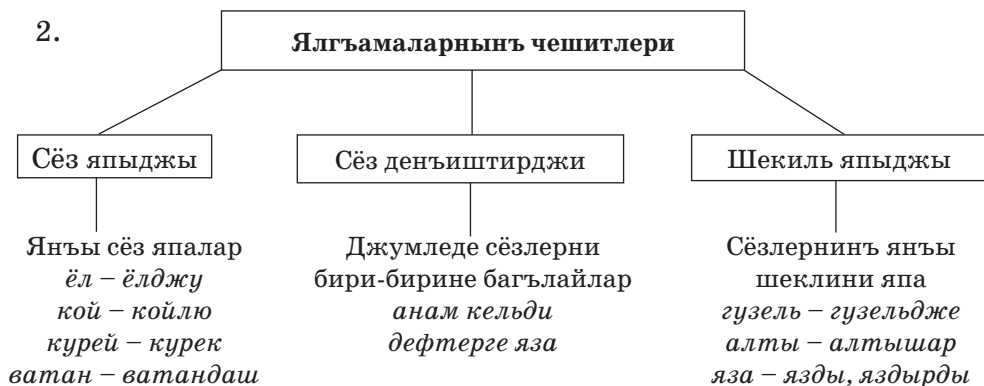 2.
Ялгъамаларнынъ чешитлери
Сёз япыджы
Янъы сёз япалар
ёл – ёлджу
кой – койлю
курей – курек
ватан – ватандаш
Сёз денъиштирджи
Джумледе сёзлерни
бири-бирине багълайлар
анам кельди
дефтерге яза
Шекиль япыджы
Сёзлернинъ янъы
шеклини япа
гузель – гузельдже
алты – алтышар
яза – язды, яздырды